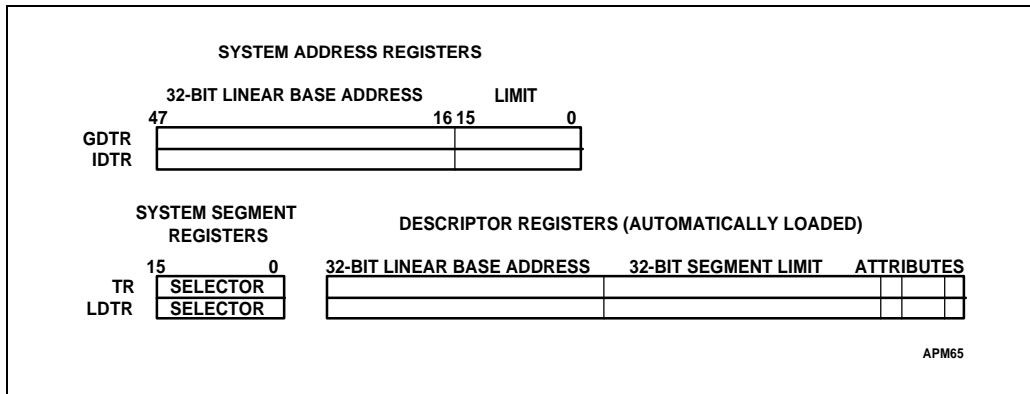 SYSTEM ADDRESS REGISTERS
32-BIT LINEAR BASE ADDRESS LIMIT
47 16 15 0
GDTR
IDTR
SYSTEM SEGMENT
REGISTERS
DESCRIPTOR REGISTERS (AUTOMATICALLY LOADED)
15 0 32-BIT LINEAR BASE ADDRESS 32-BIT SEGMENT LIMIT ATTRIBUTES
TR SELECTOR
LDTR SELECTOR
APM65